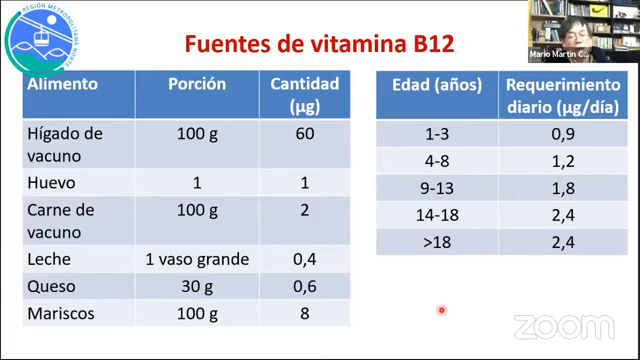 REGIÓN METROPOLITANA NORTE
Fuentes de vitamina B12
Mario Martin C...
Alimento Porción Cantidad (µg)
Hígado de vacuno 100 g 60
Huevo 1 1
Carne de vacuno 100 g 2
Leche 1 vaso grande 0,4
Queso 30 g 0,6
Mariscos 100 g 8
Edad (años) Requerimiento diario (µg/día)
1-3 0,9
4-8 1,2
9-13 1,8
14-18 2,4
>18 2,4
zoom